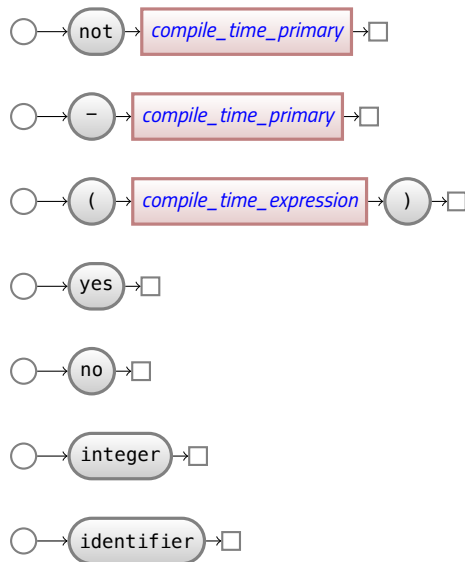 not compile_time_primary
- compile_time_primary
( compile_time_expression )
yes
no
integer
identifier